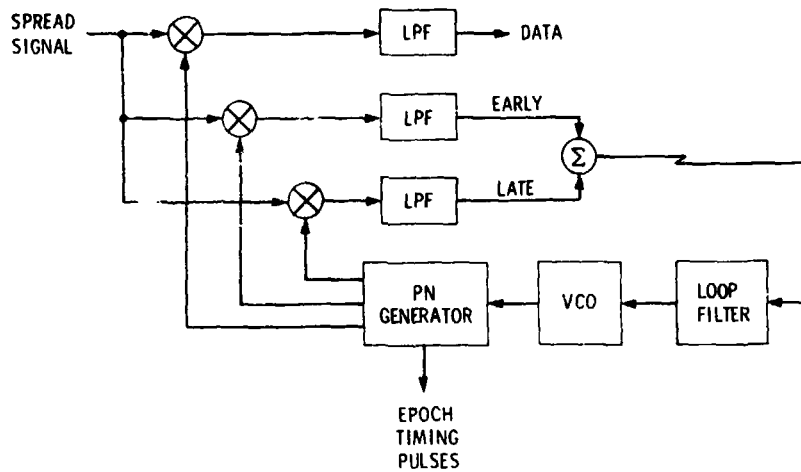 SPREAD
SIGNAL
LPF
DATA
LPF
EARLY
Σ
LPF
LATE
PN
GENERATOR
VCO
LOOP
FILTER
EPOCH
TIMING
PULSES